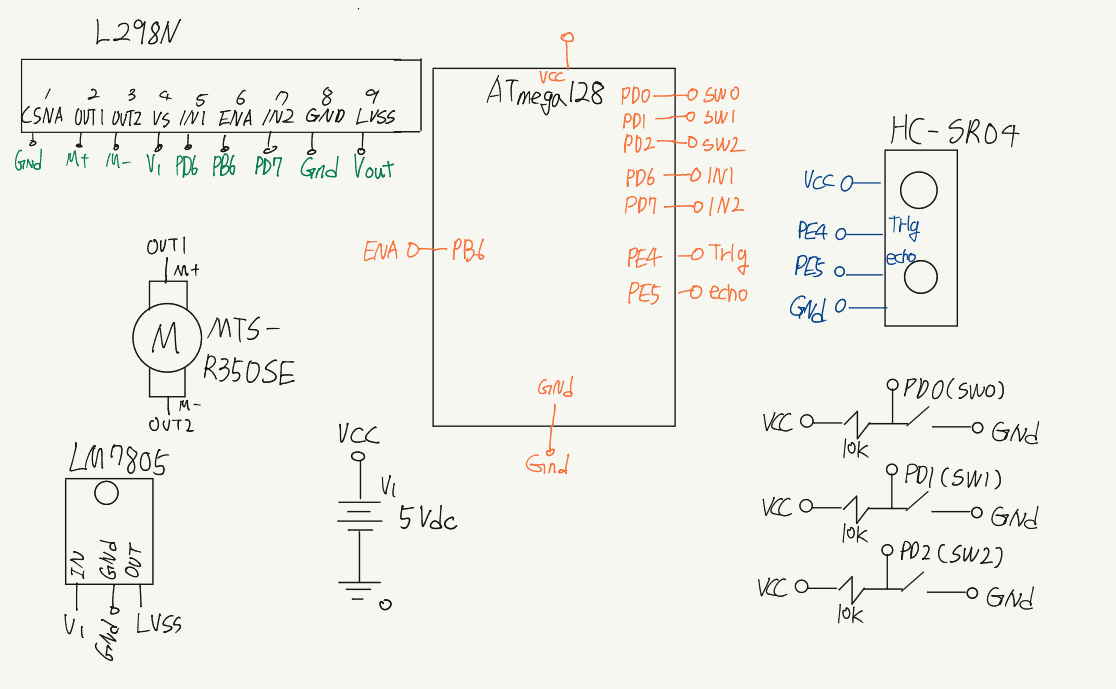 L298N
1 2 3 4 5 6 7 8 9
CSNA OUT1 OUT2 VS IN1 ENA IN2 GND LVSS
Gnd M+ M- V1 PD6 PB6 PD7 Gnd Vout
VCC
ATmega128
PD0 SW0
PD1 SW1
PD2 SW2
PD6 IN1
PD7 IN2
ENA PB6
PE4 TrIg
PE5 echo
GNd
Gnd
HC-SR04
VCC
PE4 TrIg
PE5 echo
GNd
OUT1
M+
M
MTS-
R350SE
M-
OUT2
LM7805
IN GNd OUT
V1 GNd LVSS
VCC
V1
5Vdc
PD0(SW0)
VCC 10k GNd
PD1(SW1)
VCC 10k GNd
PD2(SW2)
VCC 10k GNd